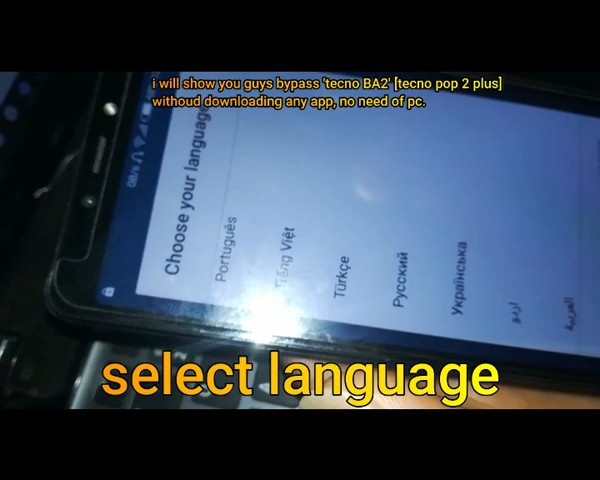 i will show you guys bypass 'tecno BA2' [tecno pop 2 plus]
withoud downloading any app, no need of pc.
Choose your language
Português
Tiếng Việt
Türkçe
Русский
Українська
اردو
العربية
select language